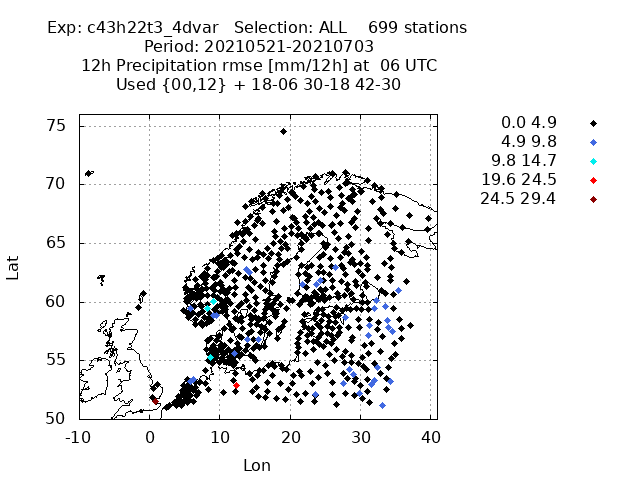 Exp: c43h22t3_4dvar   Selection: ALL    699 stations
Period: 20210521-20210703
12h Precipitation rmse [mm/12h] at  06 UTC
Used {00,12} + 18-06 30-18 42-30
0.0 4.9
4.9 9.8
9.8 14.7
19.6 24.5
24.5 29.4
75
70
65
60
55
50
Lat
-10 0 10 20 30 40
Lon